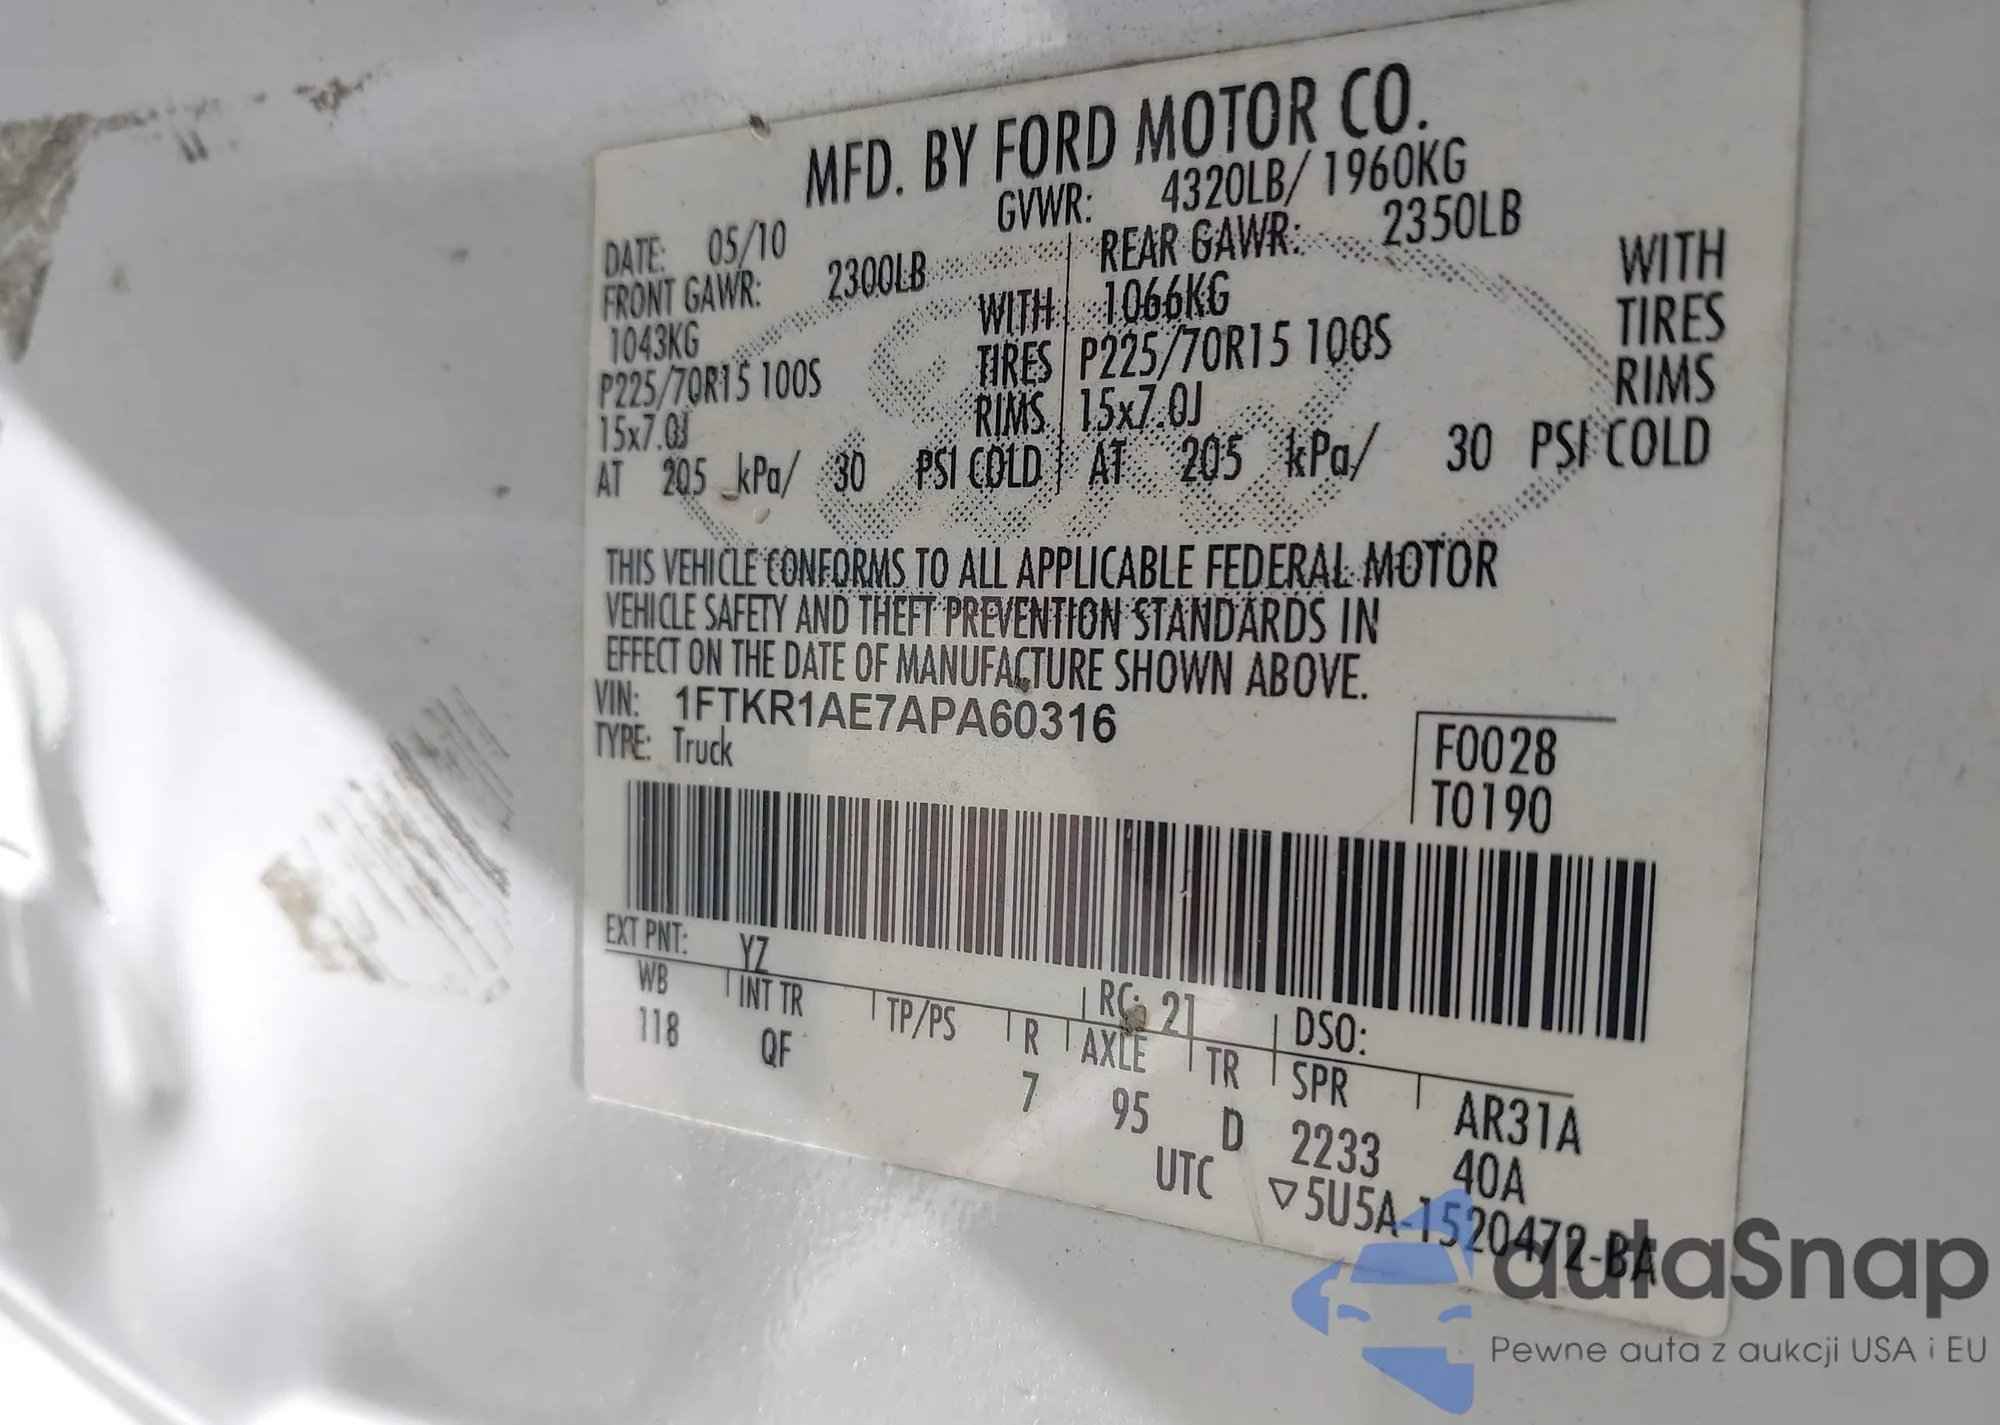 MFD. BY FORD MOTOR CO.
DATE: 05/10 GVWR: 4320LB/ 1960KG
FRONT GAWR: 2300LB REAR GAWR: 2350LB
1043KG WITH 1066KG WITH
P225/70R15 100S TIRES P225/70R15 100S TIRES
15x7.0J RIMS 15x7.0J RIMS
AT 205 kPa/ 30 PSI COLD AT 205 kPa/ 30 PSI COLD
THIS VEHICLE CONFORMS TO ALL APPLICABLE FEDERAL MOTOR
VEHICLE SAFETY AND THEFT PREVENTION STANDARDS IN
EFFECT ON THE DATE OF MANUFACTURE SHOWN ABOVE.
VIN: 1FTKR1AE7APA60316
TYPE: Truck
F0028
T0190
EXT PNT: YZ RC: 21 DSO:
WB INT TR TP/PS R AXLE TR SPR
118 QF 7 95 D 2233 AR31A
40A
UTC ▽5U5A-1520472-BA
autaSnap
Pewne auta z aukcji USA i EU